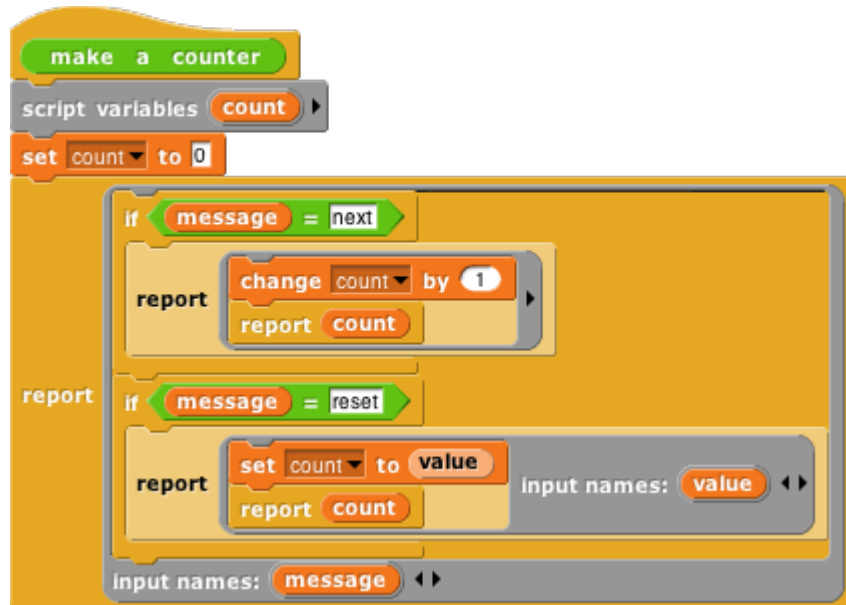 make a counter
script variables count
set count to 0
if message = next
change count by 1
report
report count
report
if message = reset
set count to value
report
input names: value
report count
input names: message